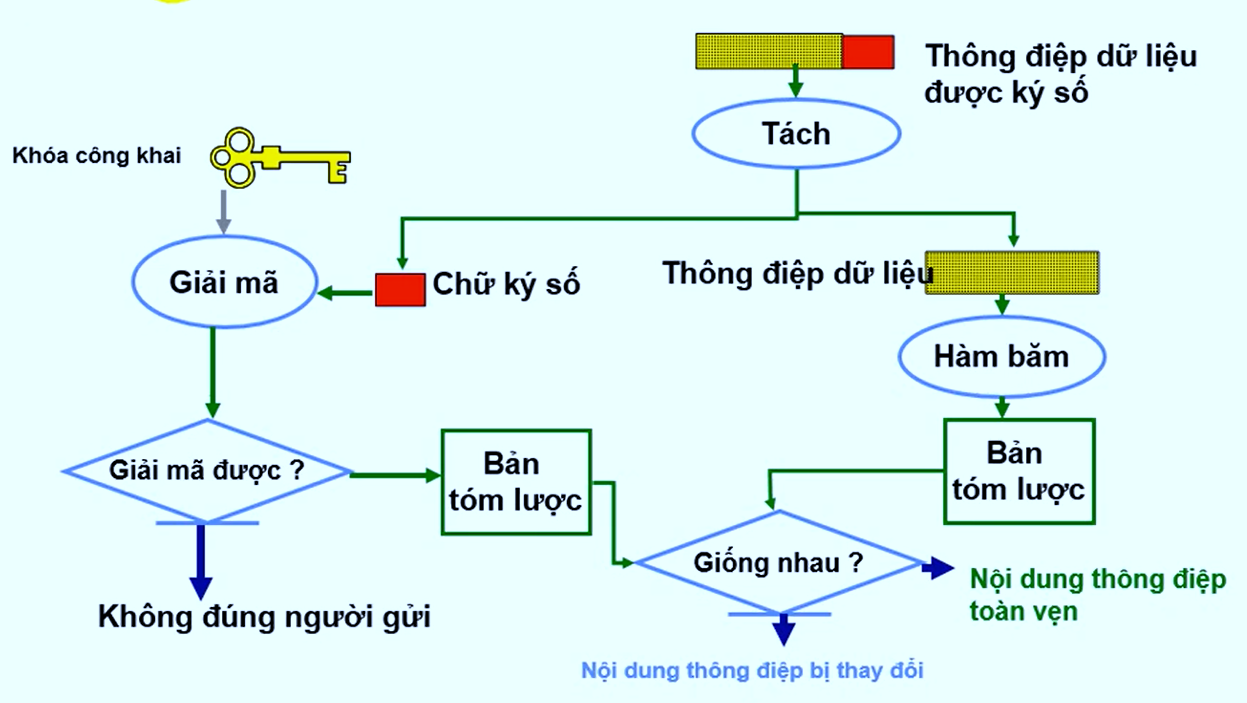 Thông điệp dữ liệu
được ký số
Tách
Khóa công khai
Giải mã
Chữ ký số
Thông điệp dữ liệu
Hàm băm
Giải mã được ?
Bản
tóm lược
Bản
tóm lược
Giống nhau ?
Nội dung thông điệp
toàn vẹn
Không đúng người gửi
Nội dung thông điệp bị thay đổi